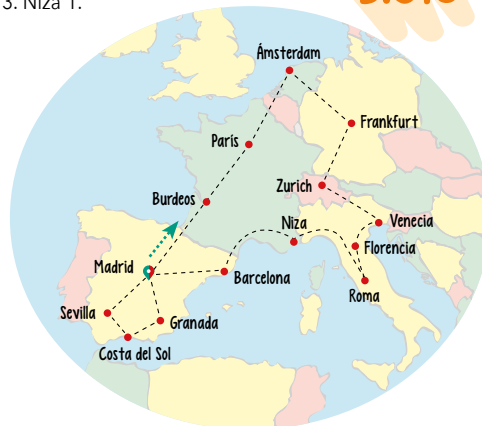 3. Niza 1.
Ámsterdam
Frankfurt
París
Zurich
Burdeos
Niza
Venecia
Florencia
Madrid
Barcelona
Roma
Sevilla
Granada
Costa del Sol